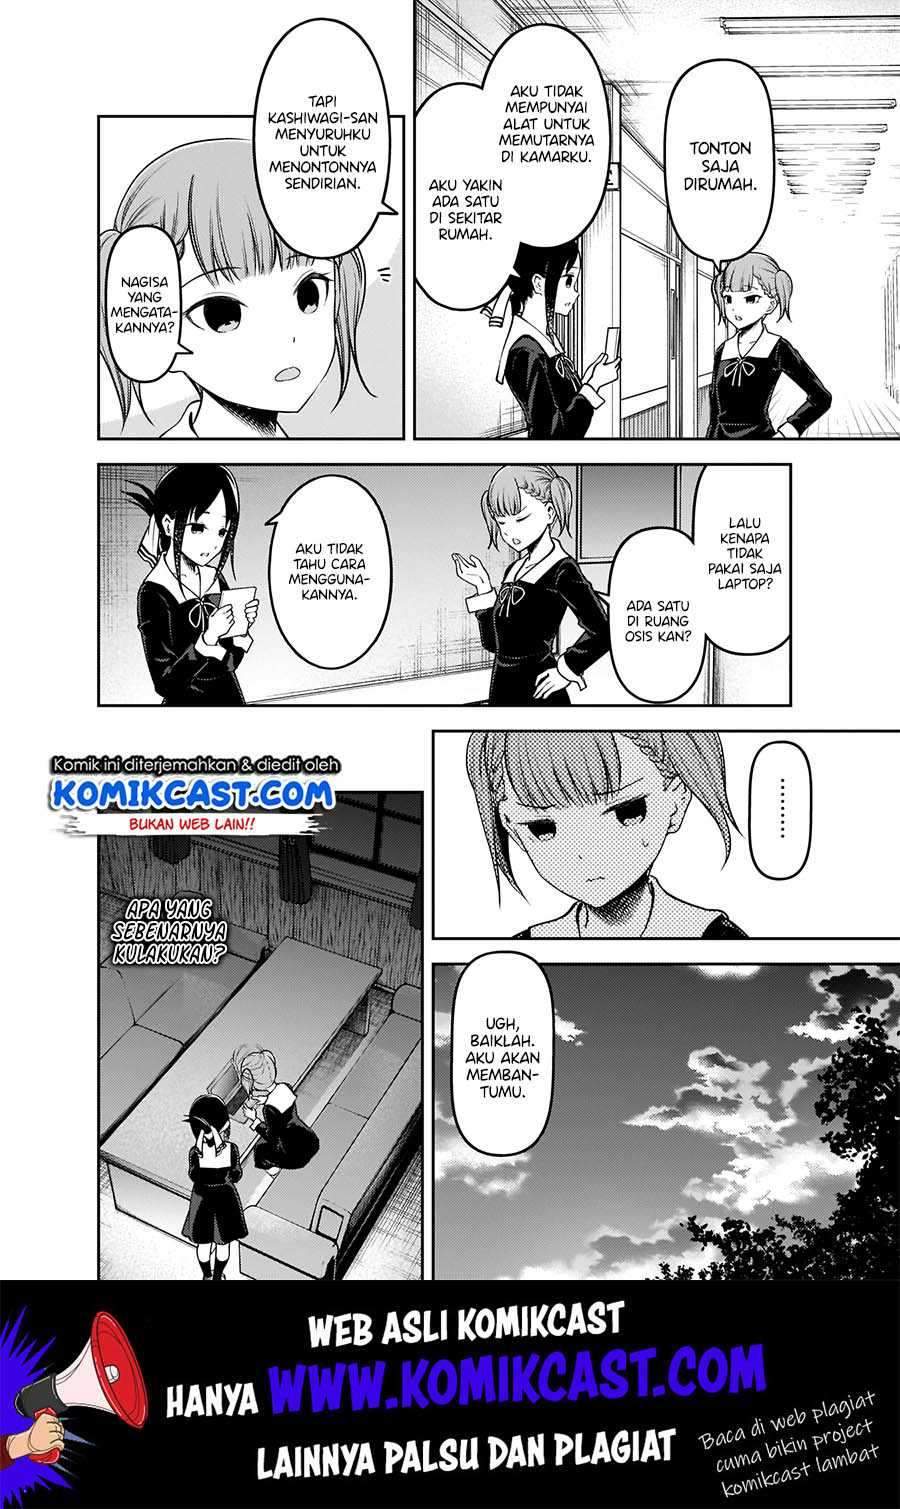 TONTON
SAJA
DIRUMAH.
AKU TIDAK
MEMPUNYAI
ALAT UNTUK
MEMUTARNYA
DI KAMARKU.
AKU YAKIN
ADA SATU
DI SEKITAR
RUMAH.
TAPI
KASHIWAGI-SAN
MENYURUHKU
UNTUK
MENONTONNYA
SENDIRIAN.
NAGISA
YANG
MENGATA-
KANNYA?
LALU
KENAPA
TIDAK
PAKAI SAJA
LAPTOP?
ADA SATU
DI RUANG
OSIS KAN?
AKU TIDAK
TAHU CARA
MENGGUNA-
KANNYA.
..........
UGH,
BAIKLAH.
AKU AKAN
MEMBAN-
TUMU.
Komik ini diterjemahkan & diedit oleh
KOMIKCAST.COM
BUKAN WEB LAIN!!
APA YANG
SEBENARNYA
KULAKUKAN?
WEB ASLI KOMIKCAST
HANYA WWW.KOMIKCAST.COM
LAINNYA PALSU DAN PLAGIAT
Baca di web plagiat
cuma bikin project
komikcast lambat